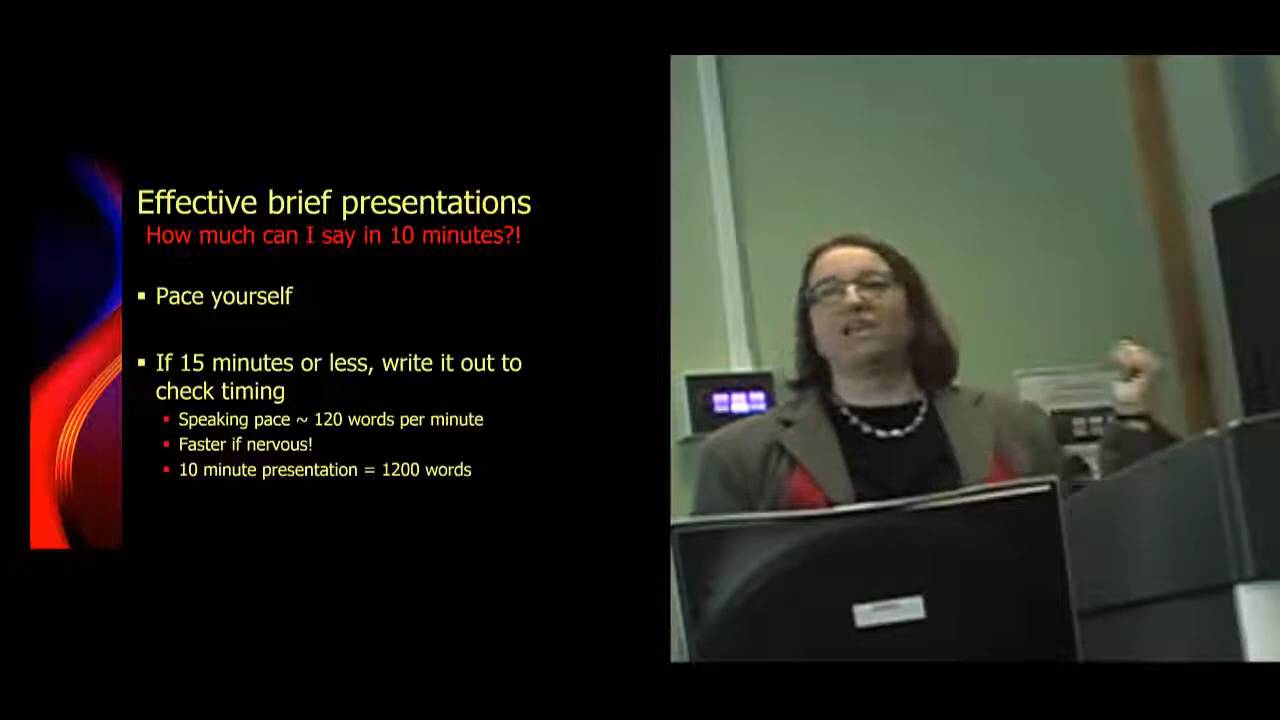 Effective brief presentations
How much can I say in 10 minutes?!
▪ Pace yourself
▪ If 15 minutes or less, write it out to
check timing
▪ Speaking pace ~ 120 words per minute
▪ Faster if nervous!
▪ 10 minute presentation = 1200 words